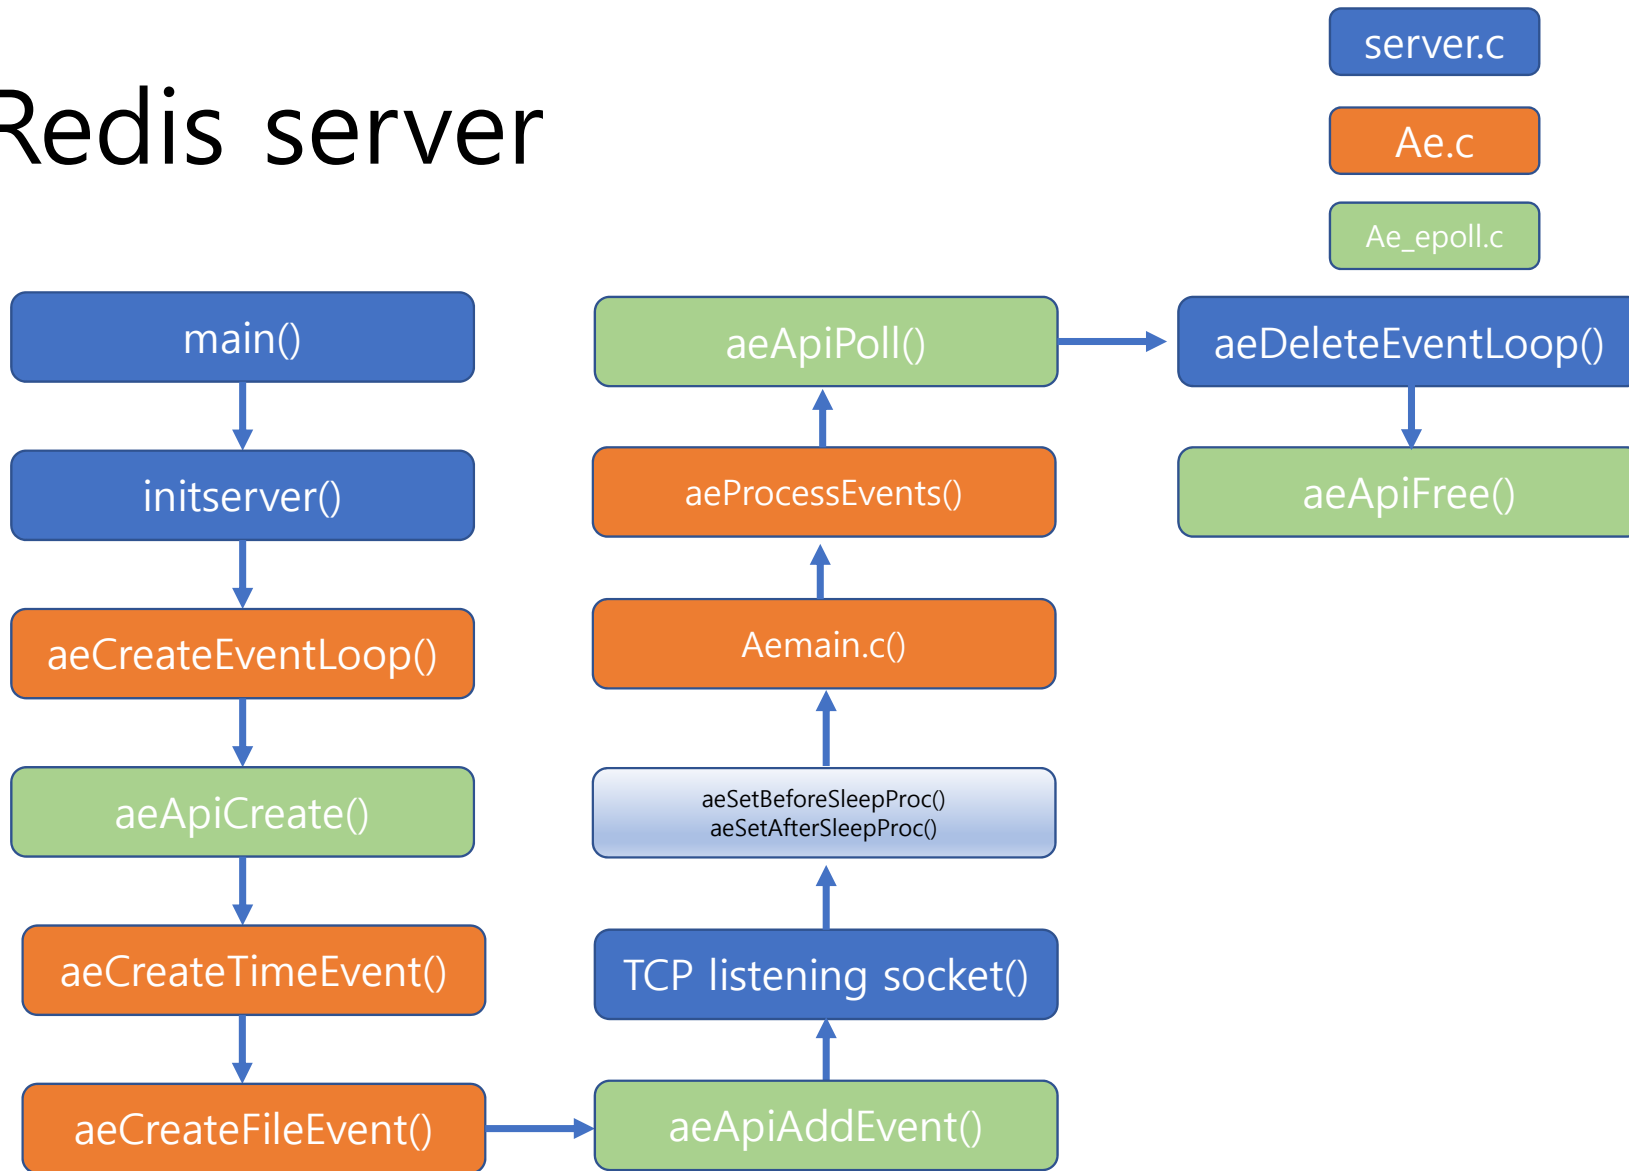 Redis server
server.c
Ae.c
Ae_epoll.c
main()
initserver()
aeCreateEventLoop()
aeApiCreate()
aeCreateTimeEvent()
aeCreateFileEvent()
aeApiPoll()
aeProcessEvents()
Aemain.c()
aeSetBeforeSleepProc()
aeSetAfterSleepProc()
TCP listening socket()
aeApiAddEvent()
aeDeleteEventLoop()
aeApiFree()